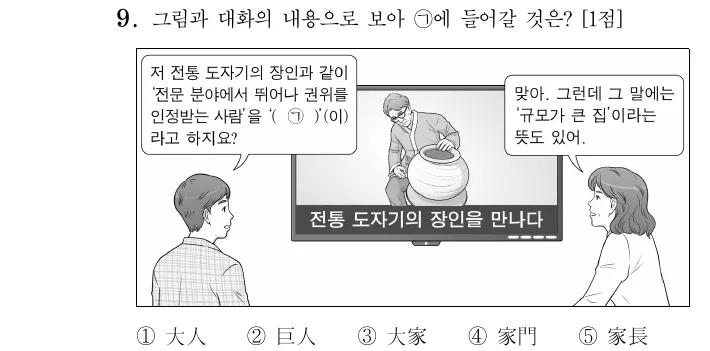 9. 그림과 대화의 내용으로 보아 ㉠에 들어갈 것은? [1점]
저 전통 도자기의 장인과 같이
‘전문 분야에서 뛰어나 권위를
인정받는 사람’을 ‘( ㉠ )’(이)
라고 하지요?
맞아. 그런데 그 말에는
‘규모가 큰 집’이라는
뜻도 있어.
전통 도자기의 장인을 만나다
① 大人 ② 巨人 ③ 大家 ④ 家門 ⑤ 家長